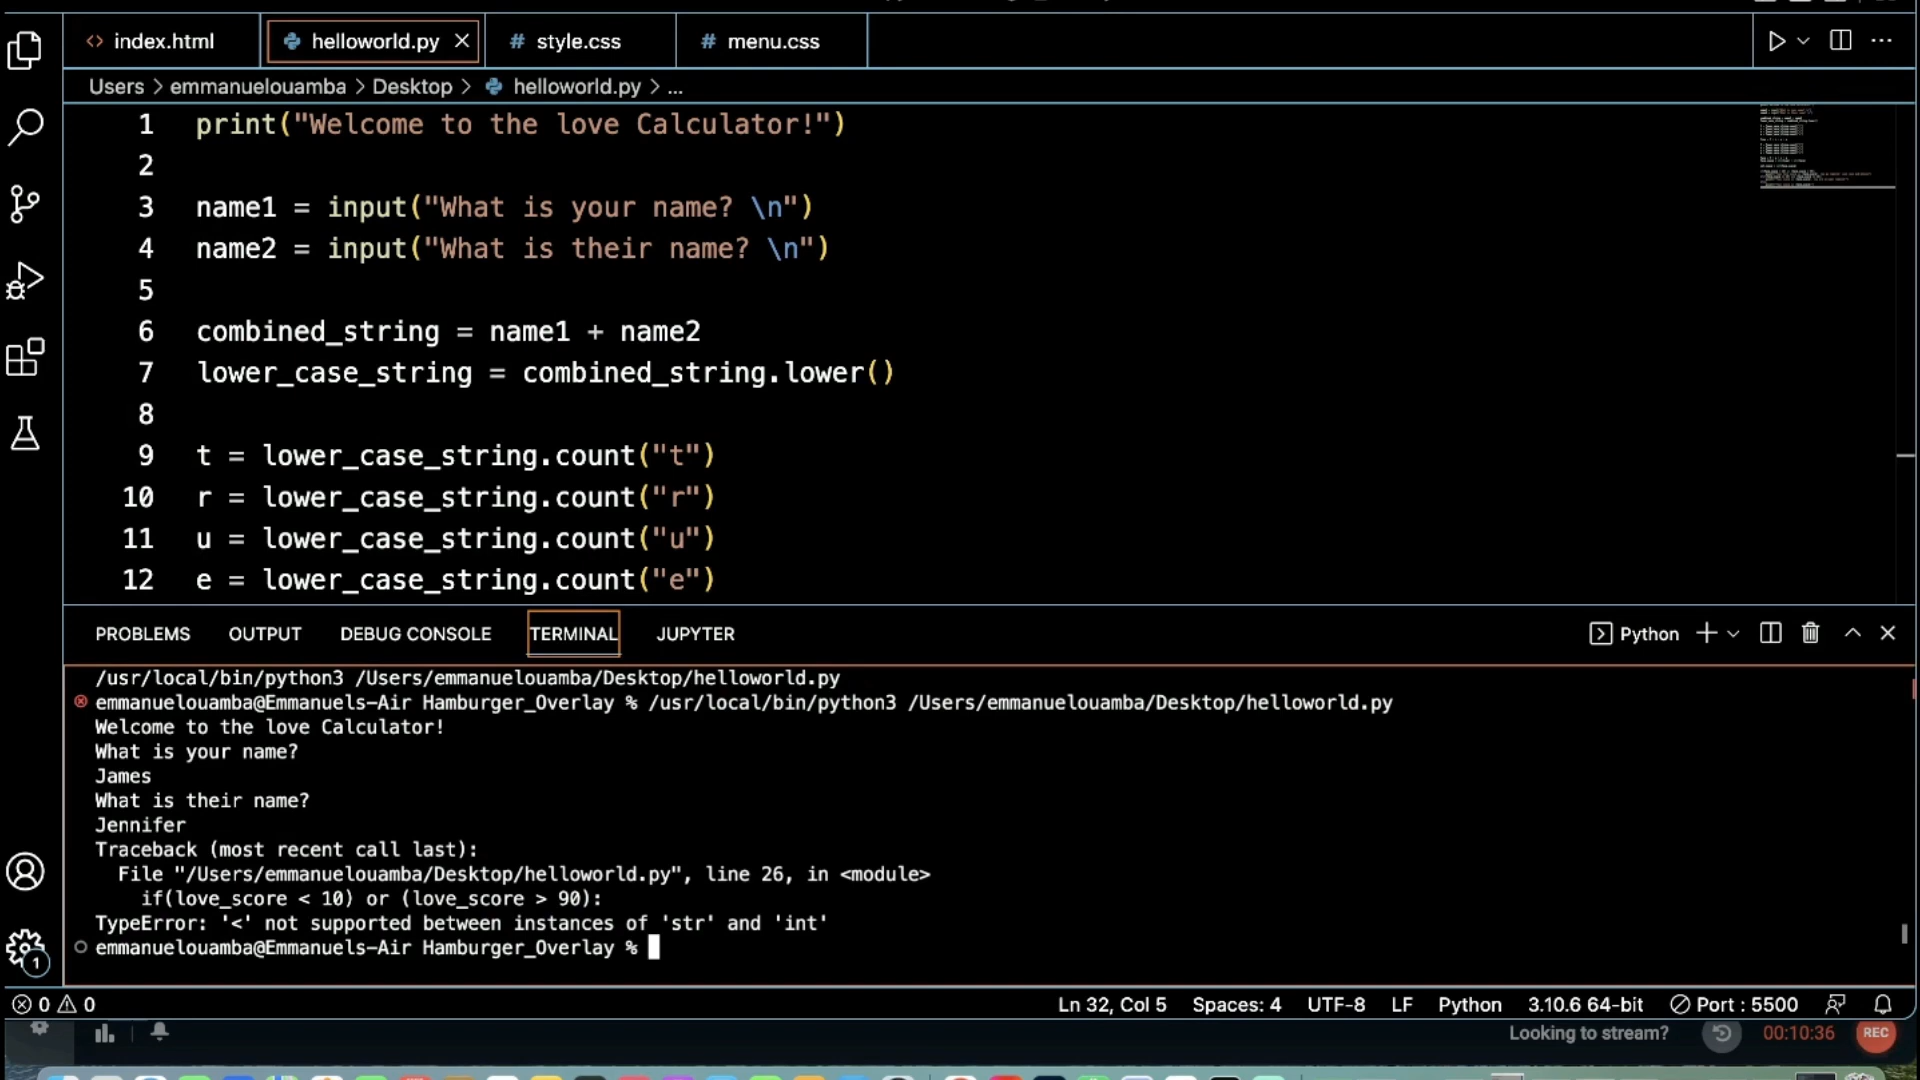 index.html
helloworld.py
# style.css
# menu.css
Users > emmanuelouamba > Desktop > helloworld.py > ...
1 print("Welcome to the love Calculator!")
2
3 name1 = input("What is your name? \n")
4 name2 = input("What is their name? \n")
5
6 combined_string = name1 + name2
7 lower_case_string = combined_string.lower()
8
9 t = lower_case_string.count("t")
10 r = lower_case_string.count("r")
11 u = lower_case_string.count("u")
12 e = lower_case_string.count("e")
PROBLEMS OUTPUT DEBUG CONSOLE TERMINAL JUPYTER
Python
/usr/local/bin/python3 /Users/emmanuelouamba/Desktop/helloworld.py
emmanuelouamba@Emmanuels-Air Hamburger_Overlay % /usr/local/bin/python3 /Users/emmanuelouamba/Desktop/helloworld.py
Welcome to the love Calculator!
What is your name?
James
What is their name?
Jennifer
Traceback (most recent call last):
File "/Users/emmanuelouamba/Desktop/helloworld.py", line 26, in <module>
if(love_score < 10) or (love_score > 90):
TypeError: '<' not supported between instances of 'str' and 'int'
emmanuelouamba@Emmanuels-Air Hamburger_Overlay %
1
0 0
Ln 32, Col 5 Spaces: 4 UTF-8 LF Python 3.10.6 64-bit Port : 5500
Looking to stream? 00:10:36 REC